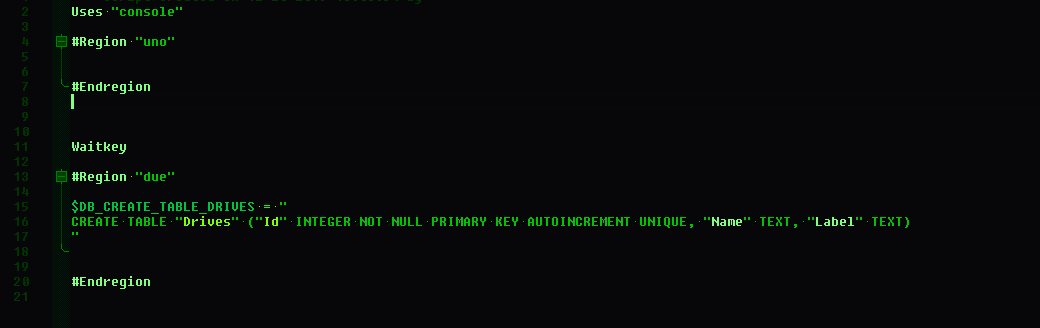 2 Uses "console"
3
4 #Region "uno"
5
6
7 #Endregion
8
9
10
11 Waitkey
12
13 #Region "due"
14
15 $DB_CREATE_TABLE_DRIVES = "
16 CREATE TABLE "Drives" ("Id" INTEGER NOT NULL PRIMARY KEY AUTOINCREMENT UNIQUE, "Name" TEXT, "Label" TEXT)
17 "
18
19
20 #Endregion
21